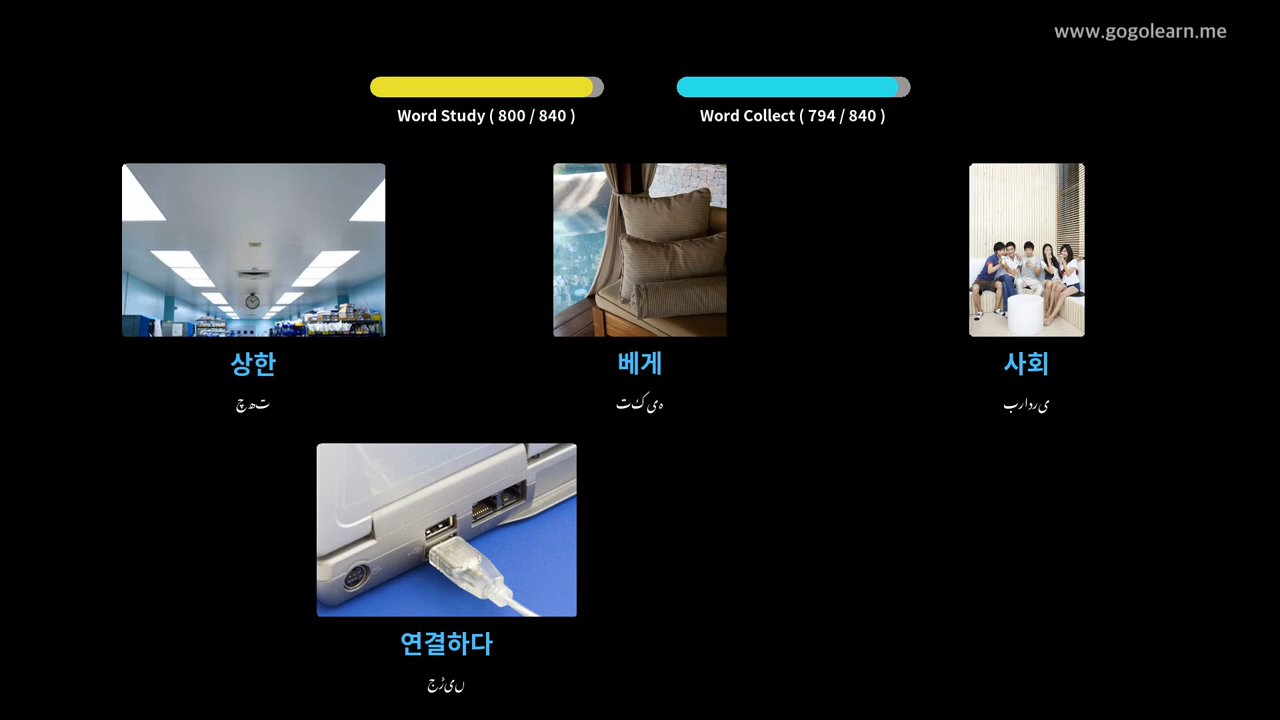 www.gogolearn.me
Word Study ( 800 / 840 )
Word Collect ( 794 / 840 )
상한
چھت
베게
تکیہ
사회
برادری
연결하다
جڑیں